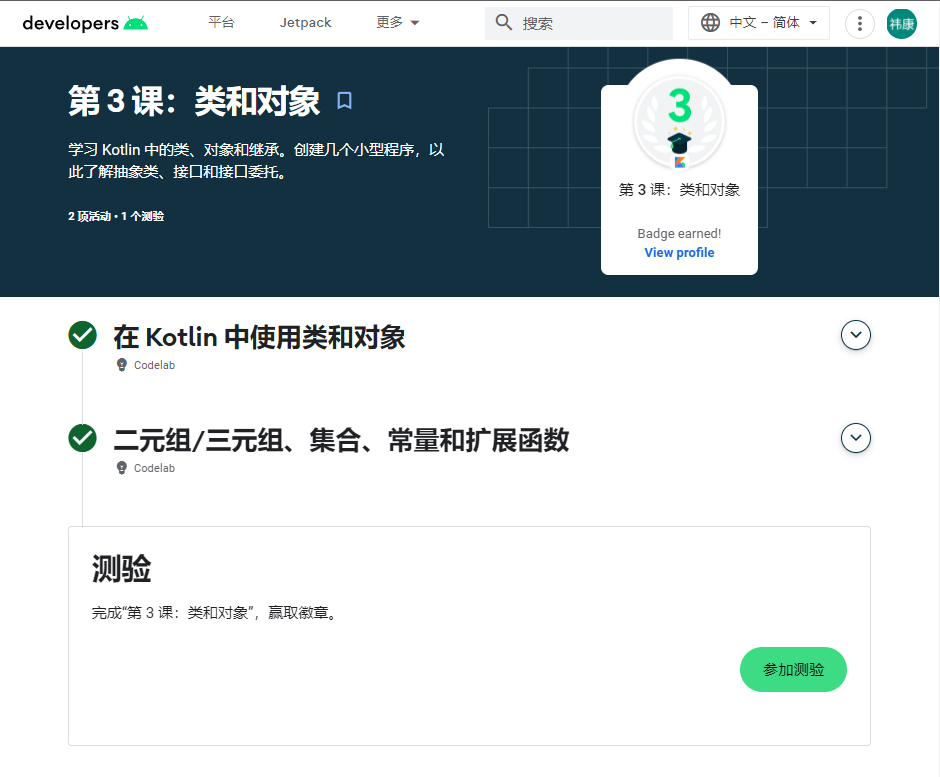 developers 平台 Jetpack 更多 搜索 中文 – 简体 祎康
第 3 课：类和对象
学习 Kotlin 中的类、对象和继承。创建几个小型程序，以
此了解抽象类、接口和接口委托。
2 项活动 • 1 个测验
3
第 3 课：类和对象
Badge earned!
View profile
在 Kotlin 中使用类和对象
Codelab
二元组/三元组、集合、常量和扩展函数
Codelab
测验
完成“第 3 课：类和对象”，赢取徽章。
参加测验